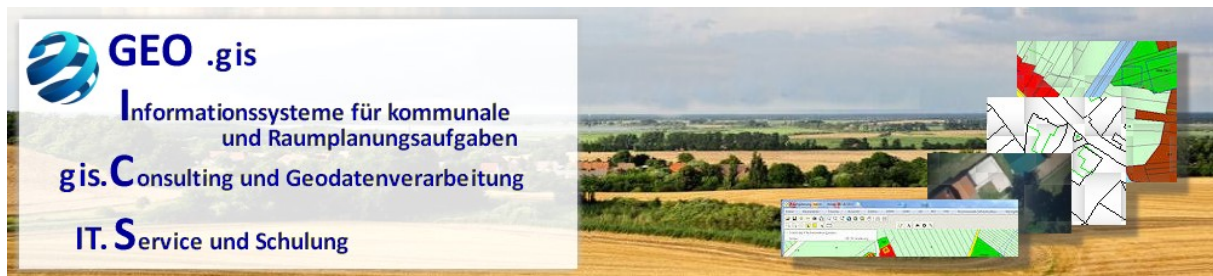 GEO .gis
Informationssysteme für kommunale
und Raumplanungsaufgaben
gis.Consulting und Geodatenverarbeitung
IT. Service und Schulung